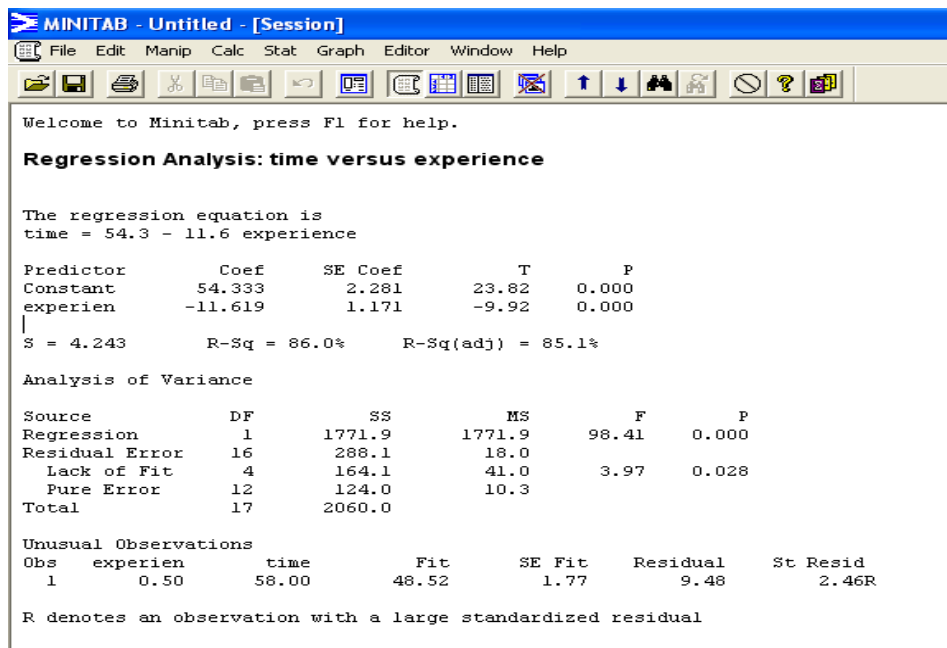 MINITAB - Untitled - [Session]
File Edit Manip Calc Stat Graph Editor Window Help
Welcome to Minitab, press F1 for help.
Regression Analysis: time versus experience
The regression equation is
time = 54.3 - 11.6 experience
Predictor Coef SE Coef T P
Constant 54.333 2.281 23.82 0.000
experien -11.619 1.171 -9.92 0.000
S = 4.243 R-Sq = 86.0% R-Sq(adj) = 85.1%
Analysis of Variance
Source DF SS MS F P
Regression 1 1771.9 1771.9 98.41 0.000
Residual Error 16 288.1 18.0
Lack of Fit 4 164.1 41.0 3.97 0.028
Pure Error 12 124.0 10.3
Total 17 2060.0
Unusual Observations
Obs experien time Fit SE Fit Residual St Resid
1 0.50 58.00 48.52 1.77 9.48 2.46R
R denotes an observation with a large standardized residual